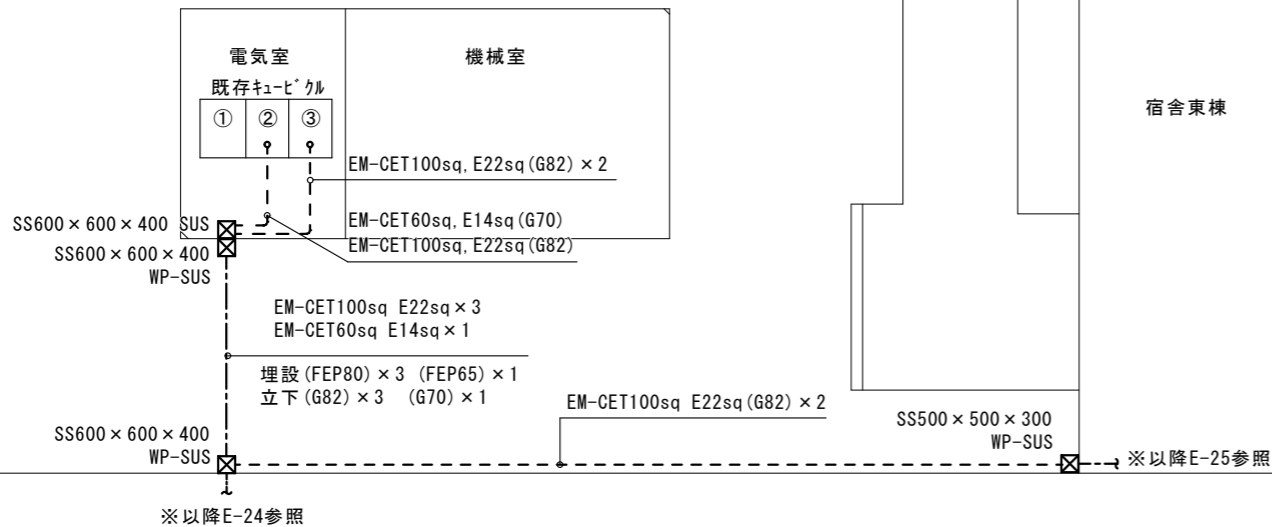 電気室
機械室
既存キュービクル
① ② ③
宿舎東棟
EM-CET100sq, E22sq(G82)×2
SS600×600×400 SUS
EM-CET60sq, E14sq(G70)
EM-CET100sq, E22sq(G82)
SS600×600×400
WP-SUS
EM-CET100sq E22sq×3
EM-CET60sq E14sq×1
埋設(FEP80)×3 (FEP65)×1
立下(G82)×3 (G70)×1
EM-CET100sq E22sq(G82)×2
SS500×500×300
WP-SUS
SS600×600×400
WP-SUS
※以降E-25参照
※以降E-24参照